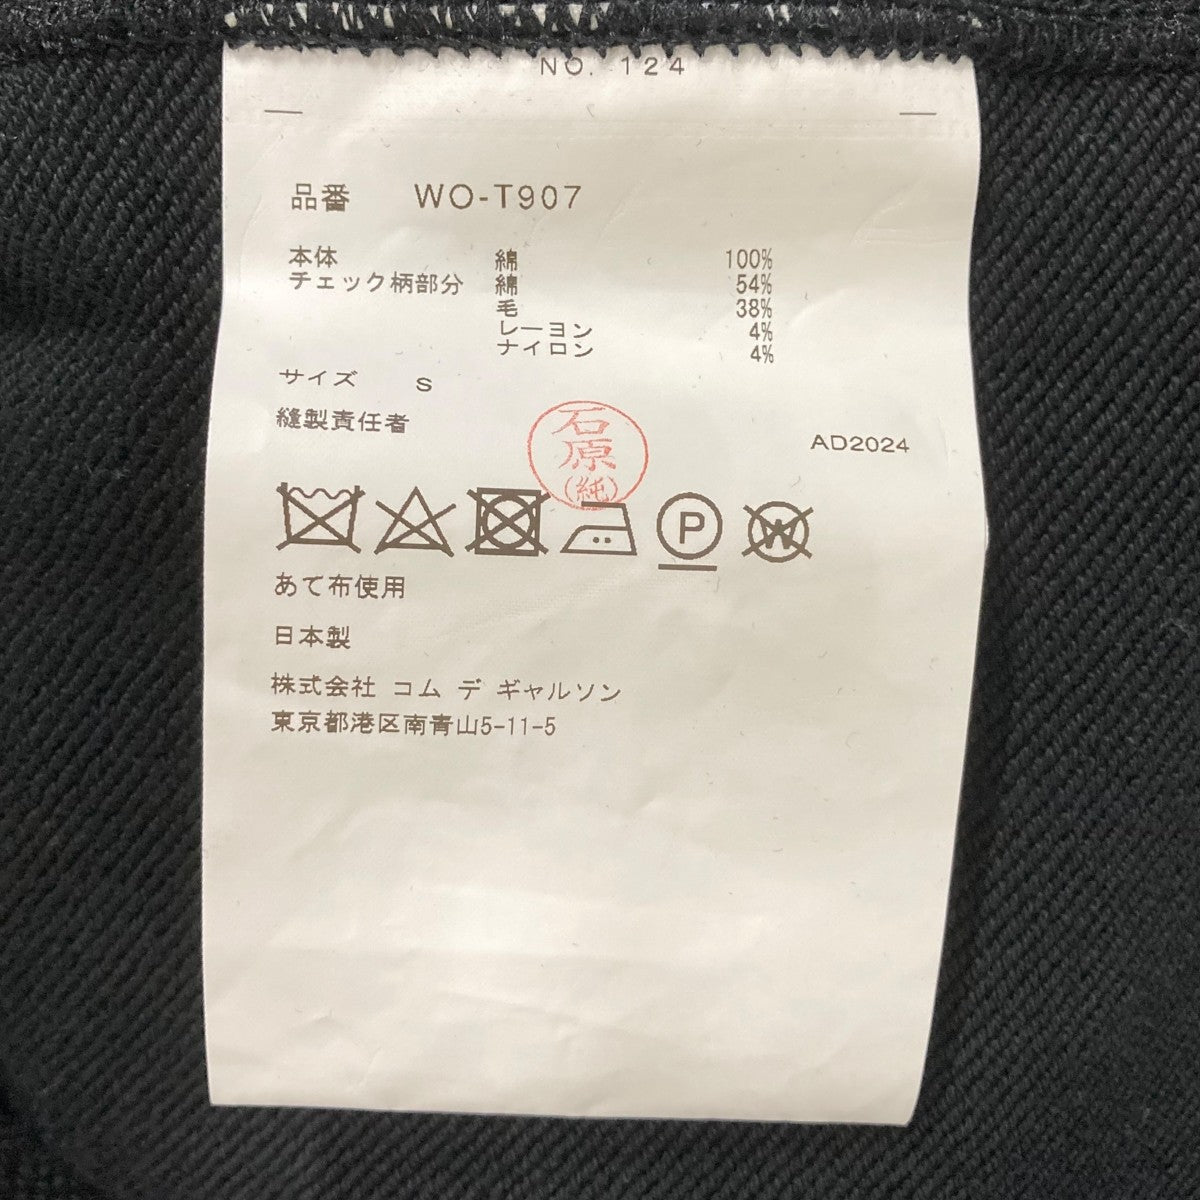 NO. 124
品番 WO-T907
本体 綿 100%
チェック柄部分 綿 54%
毛 38%
レーヨン 4%
ナイロン 4%
サイズ S
縫製責任者
石原
(純)
AD2024
P
W
あて布使用
日本製
株式会社 コム デ ギャルソン
東京都港区南青山5-11-5